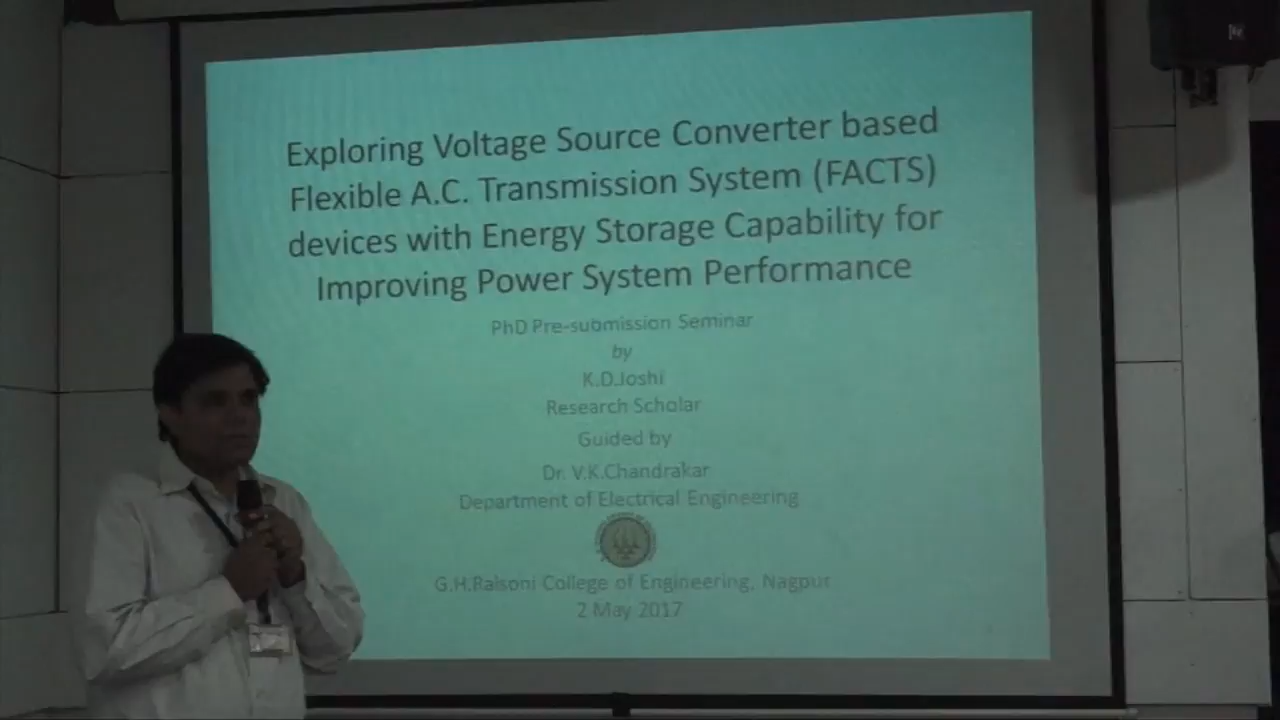 Exploring Voltage Source Converter based
Flexible A.C. Transmission System (FACTS)
devices with Energy Storage Capability for
Improving Power System Performance
PhD Pre-submission Seminar
by
K.D.Joshi
Research Scholar
Guided by
Dr. V.K.Chandrakar
Department of Electrical Engineering
G.H.Raisoni College of Engineering, Nagpur
2 May 2017